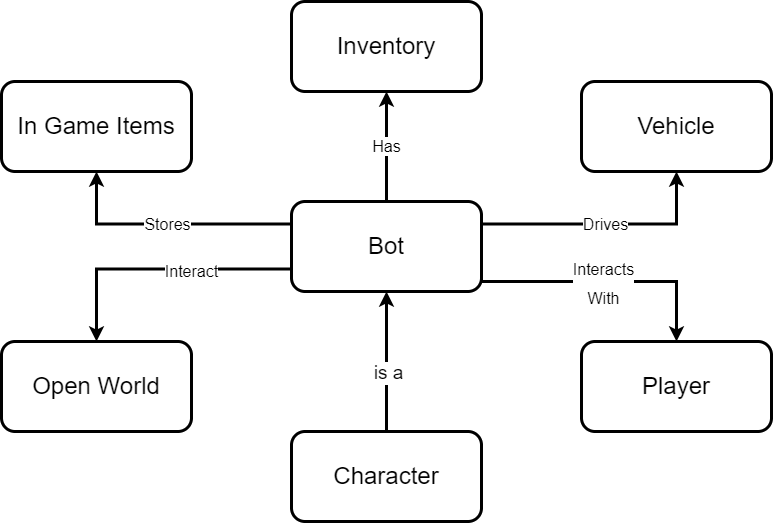 Inventory
In Game Items
Vehicle
Has
Stores
Drives
Bot
Interact
Interacts
With
Open World
Player
is a
Character